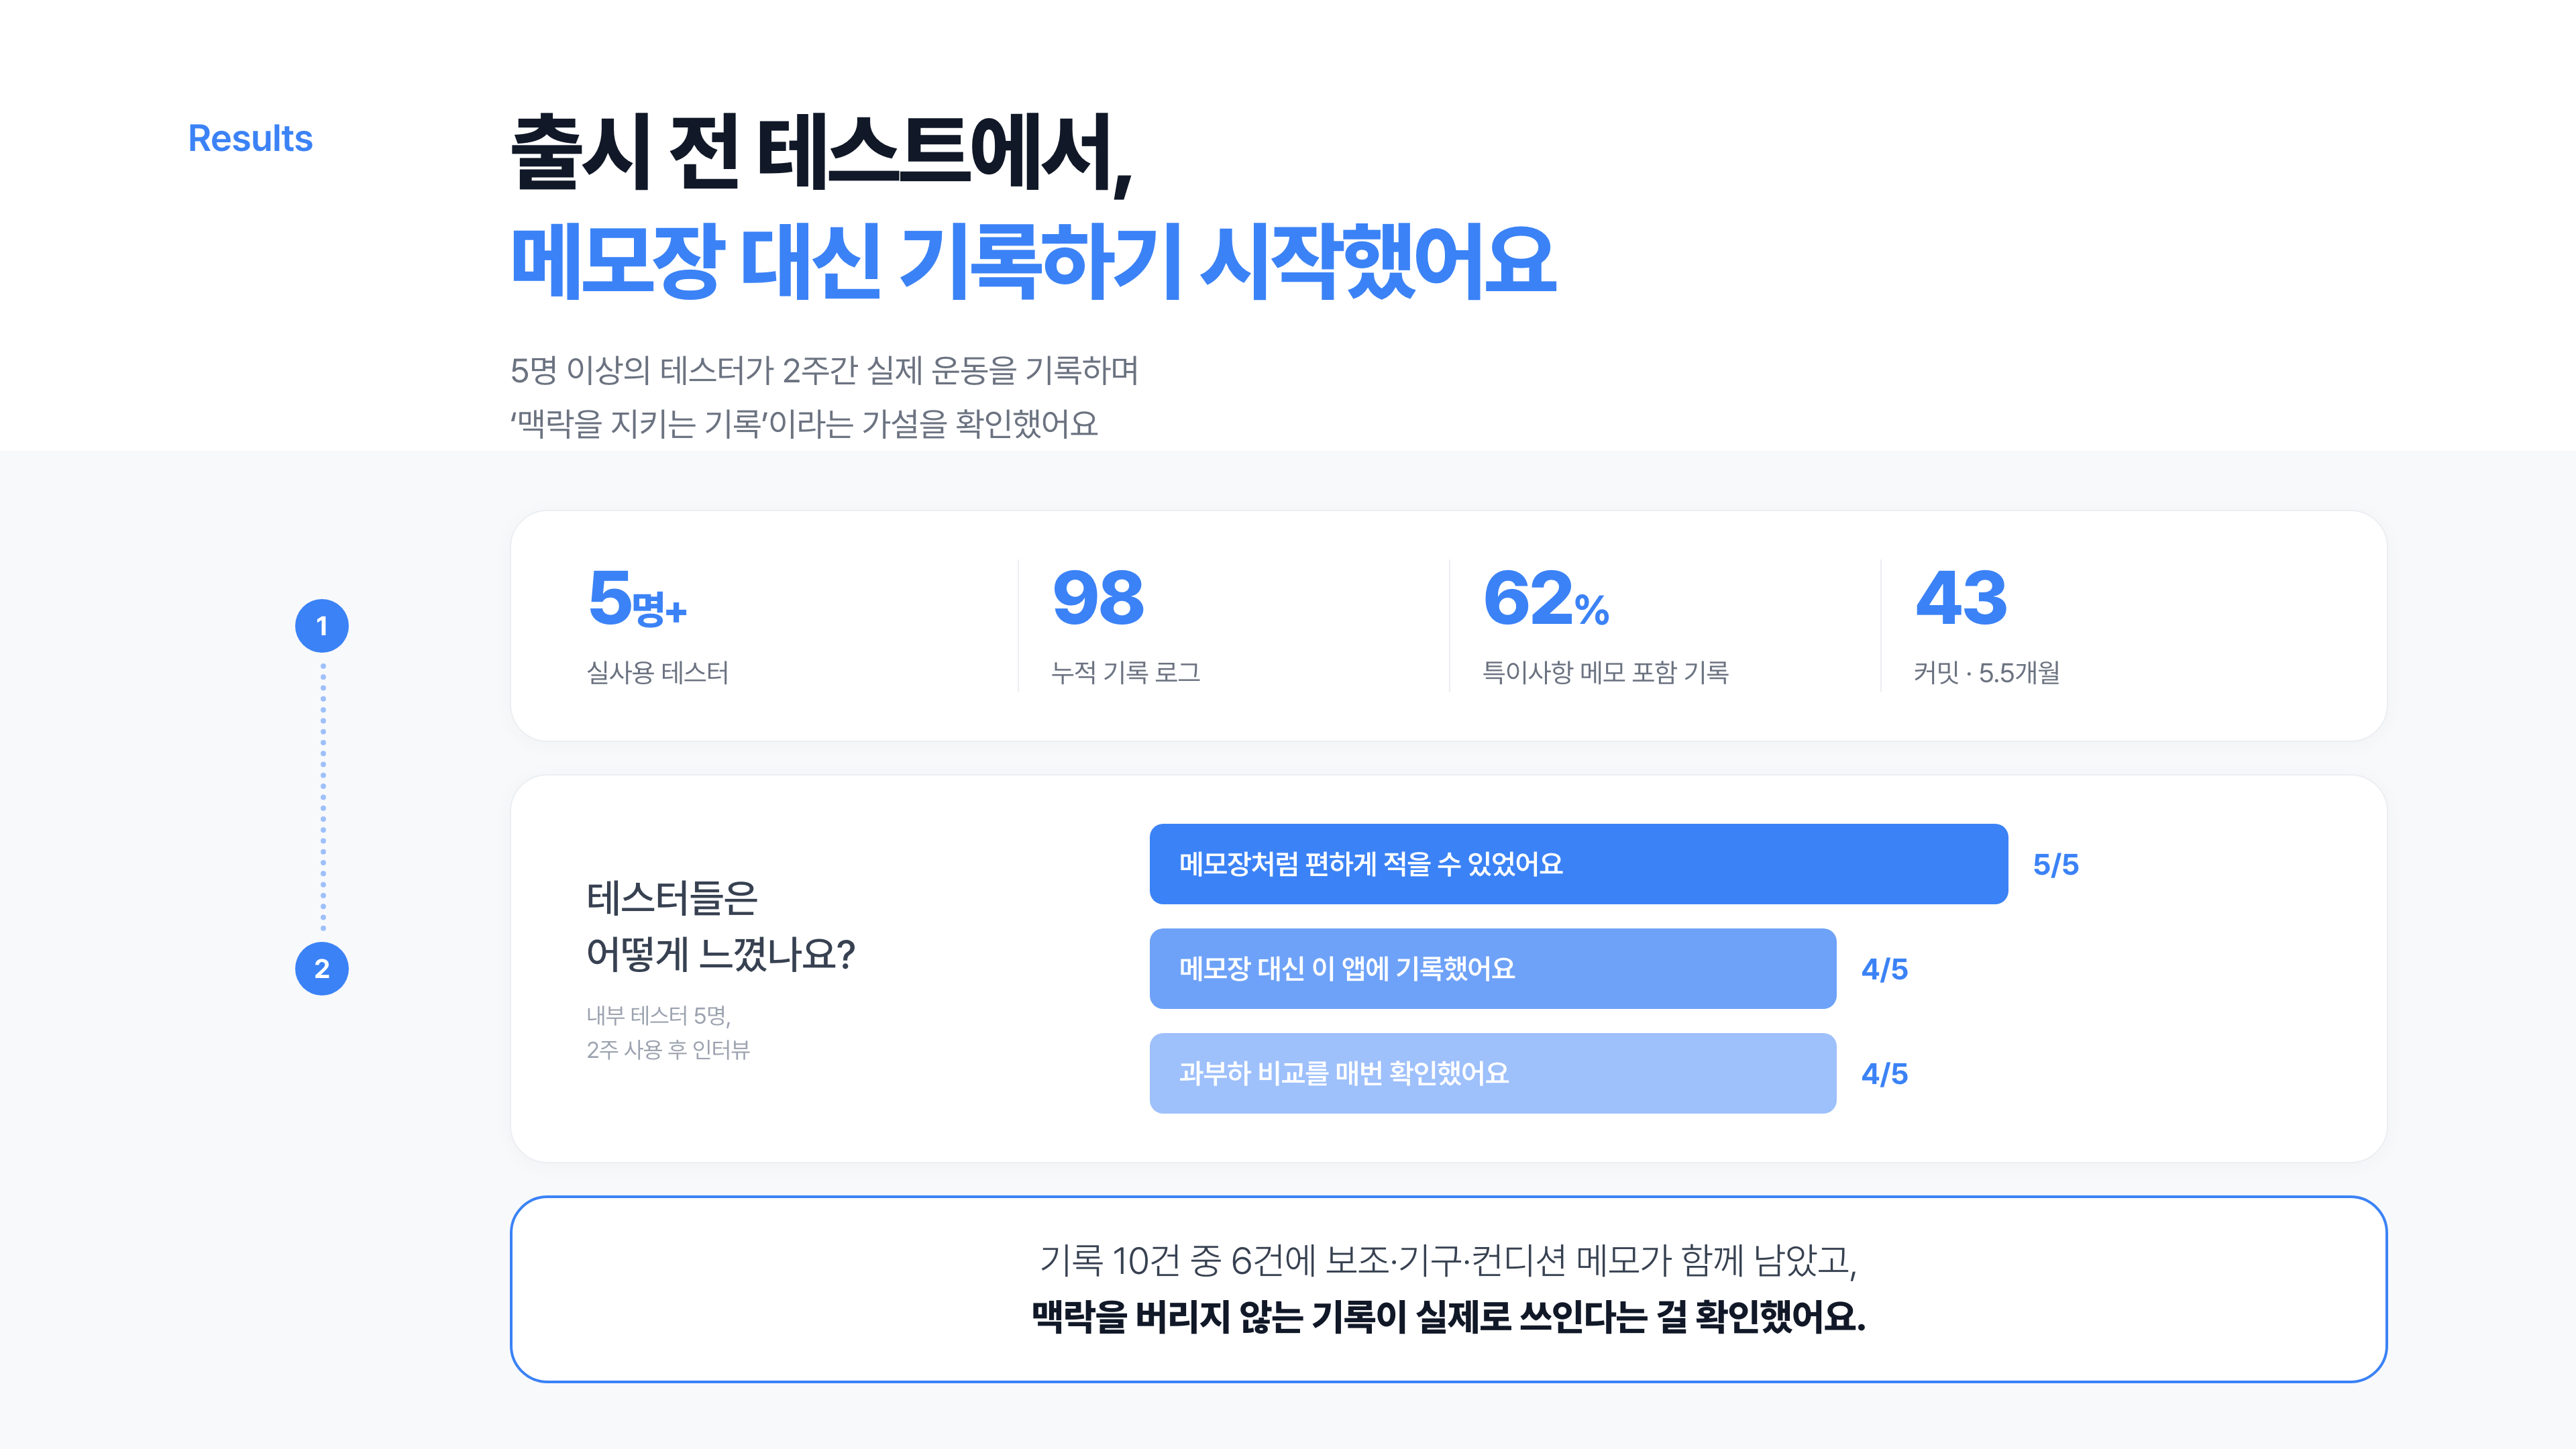 Results
출시 전 테스트에서,
메모장 대신 기록하기 시작했어요
5명 이상의 테스터가 2주간 실제 운동을 기록하며
‘맥락을 지키는 기록’이라는 가설을 확인했어요
1
5명+
실사용 테스터
98
누적 기록 로그
62%
특이사항 메모 포함 기록
43
커밋 · 5.5개월
2
테스터들은
어떻게 느꼈나요?
내부 테스터 5명,
2주 사용 후 인터뷰
메모장처럼 편하게 적을 수 있었어요
5/5
메모장 대신 이 앱에 기록했어요
4/5
과부하 비교를 매번 확인했어요
4/5
기록 10건 중 6건에 보조·기구·컨디션 메모가 함께 남았고,
맥락을 버리지 않는 기록이 실제로 쓰인다는 걸 확인했어요.